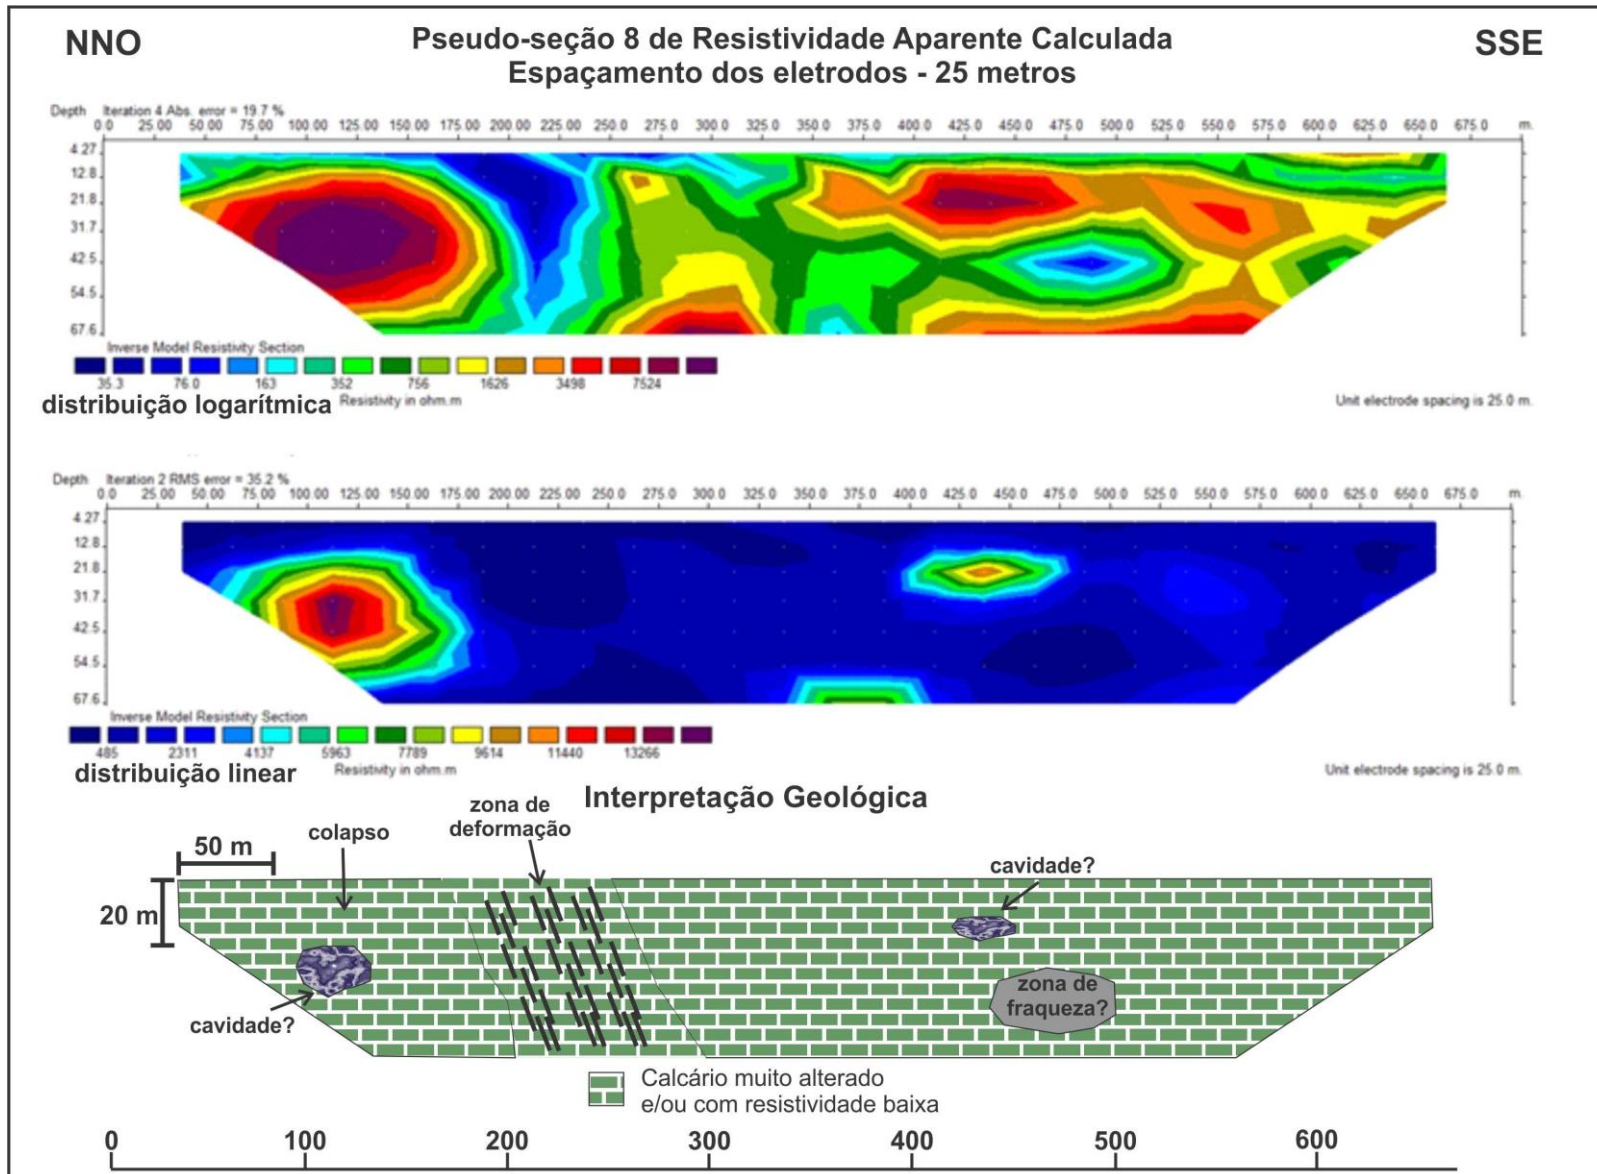 NNO
Pseudo-seção 8 de Resistividade Aparente Calculada
SSE
Espaçamento dos eletrodos - 25 metros
Depth Iteration 4 Abs. error = 19.7 %
0.0 25.00 50.00 75.00 100.00 125.00 150.00 175.00 200.0 225.0 250.0 275.0 300.0 325.0 350.0 375.0 400.0 425.0 450.0 475.0 500.0 525.0 550.0 575.0 600.0 625.0 650.0 675.0 m.
4.27
12.8
21.8
31.7
42.5
54.5
67.6
Inverse Model Resistivity Section
35.3 76.0 163 352 756 1626 3498 7524
distribuição logarítmica
Resistivity in ohm.m
Unit electrode spacing is 25.0 m.
Depth Iteration 2 RMS error = 35.2 %
0.0 25.00 50.00 75.00 100.00 125.00 150.00 175.00 200.0 225.0 250.0 275.0 300.0 325.0 350.0 375.0 400.0 425.0 450.0 475.0 500.0 525.0 550.0 575.0 600.0 625.0 650.0 675.0 m.
4.27
12.8
21.8
31.7
42.5
54.5
67.6
Inverse Model Resistivity Section
485 2311 4137 5963 7789 9614 11440 13266
distribuição linear
Resistivity in ohm.m
Unit electrode spacing is 25.0 m.
Interpretação Geológica
zona de
deformação
colapso
50 m
cavidade?
20 m
zona de
fraqueza?
cavidade?
Calcário muito alterado
e/ou com resistividade baixa
0 100 200 300 400 500 600